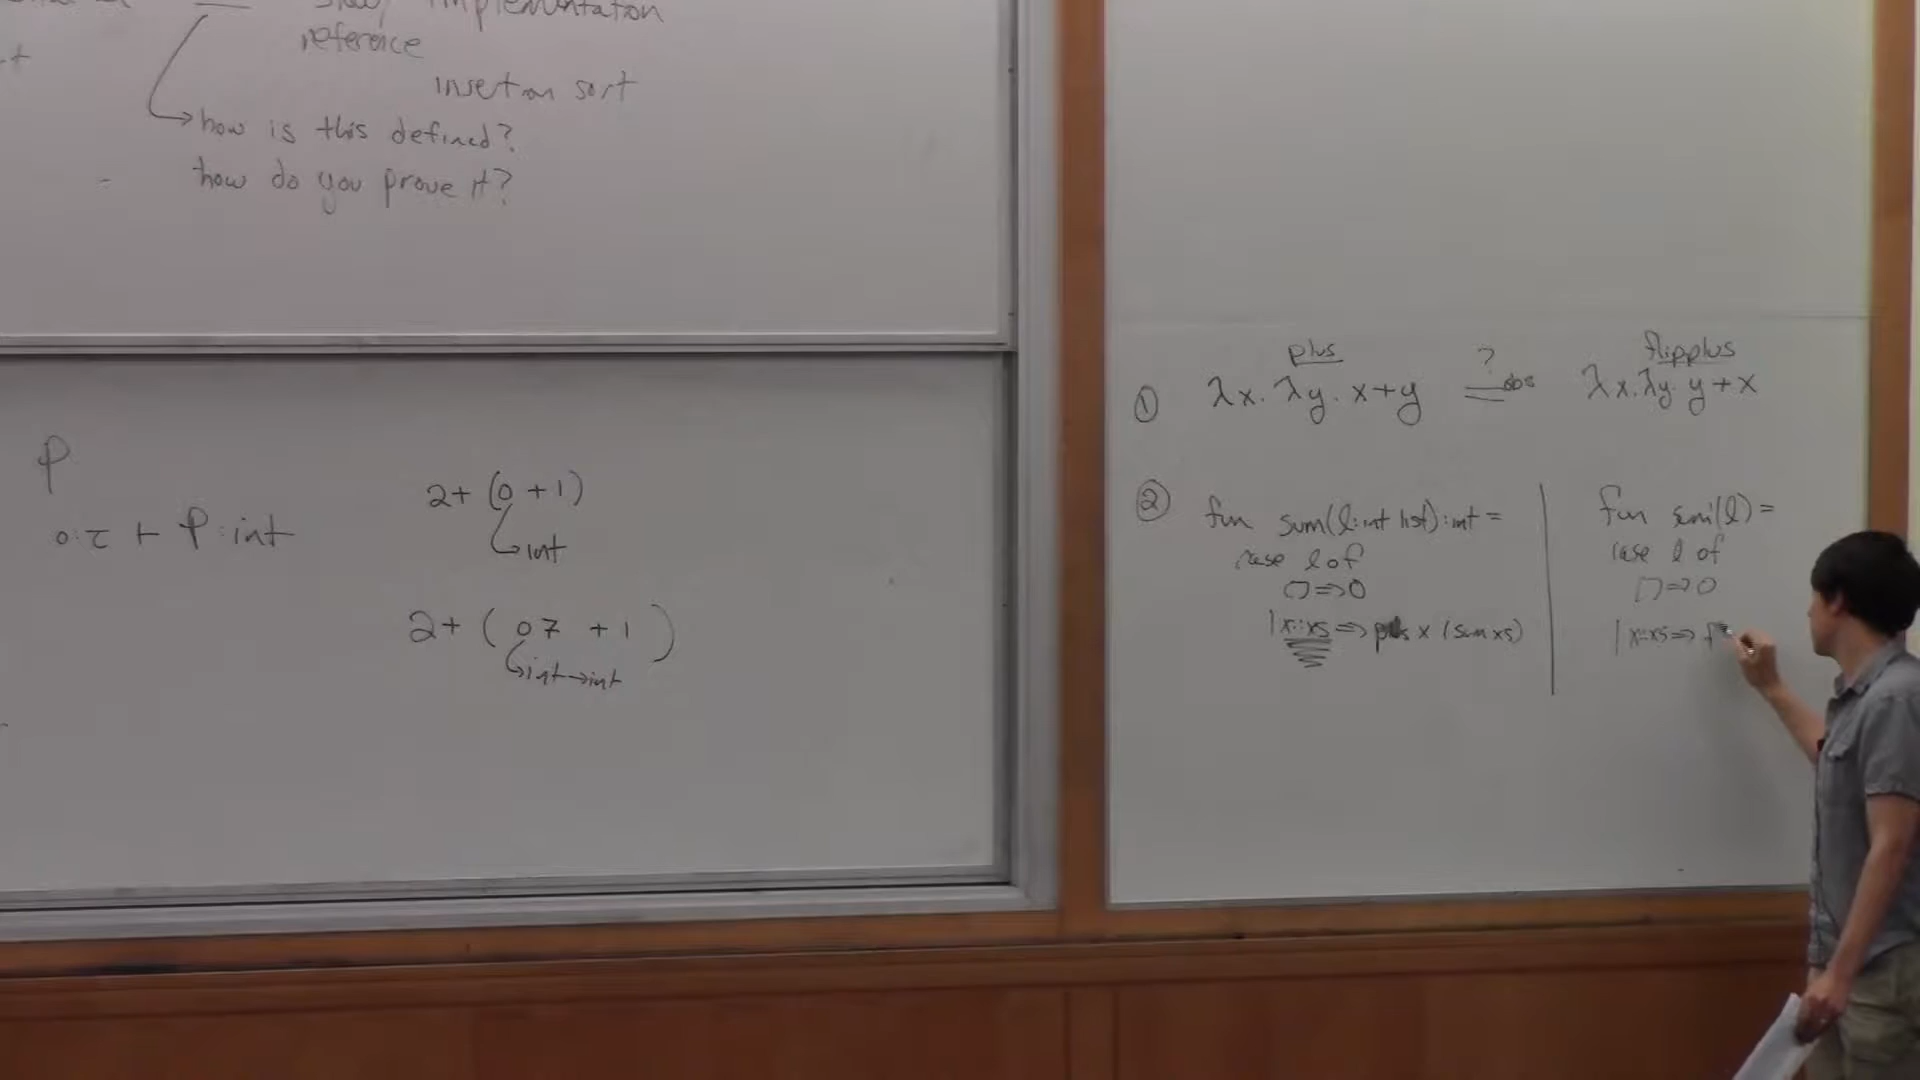 implementation
reference
insertion sort
how is this defined?
how do you prove it?
P
o:τ ⊢ P:int
2+ (o + 1)
int
2+ ( o 7 + 1 )
int→int
plus
?
flipplus
① λx. λy. x+y =obs λx.λy. y+x
② fun sum(l:int list):int =
case l of
[] => 0
| x::xs => plus x (sum xs)
fun (l) =
case l of
[] => 0
| x::xs => f